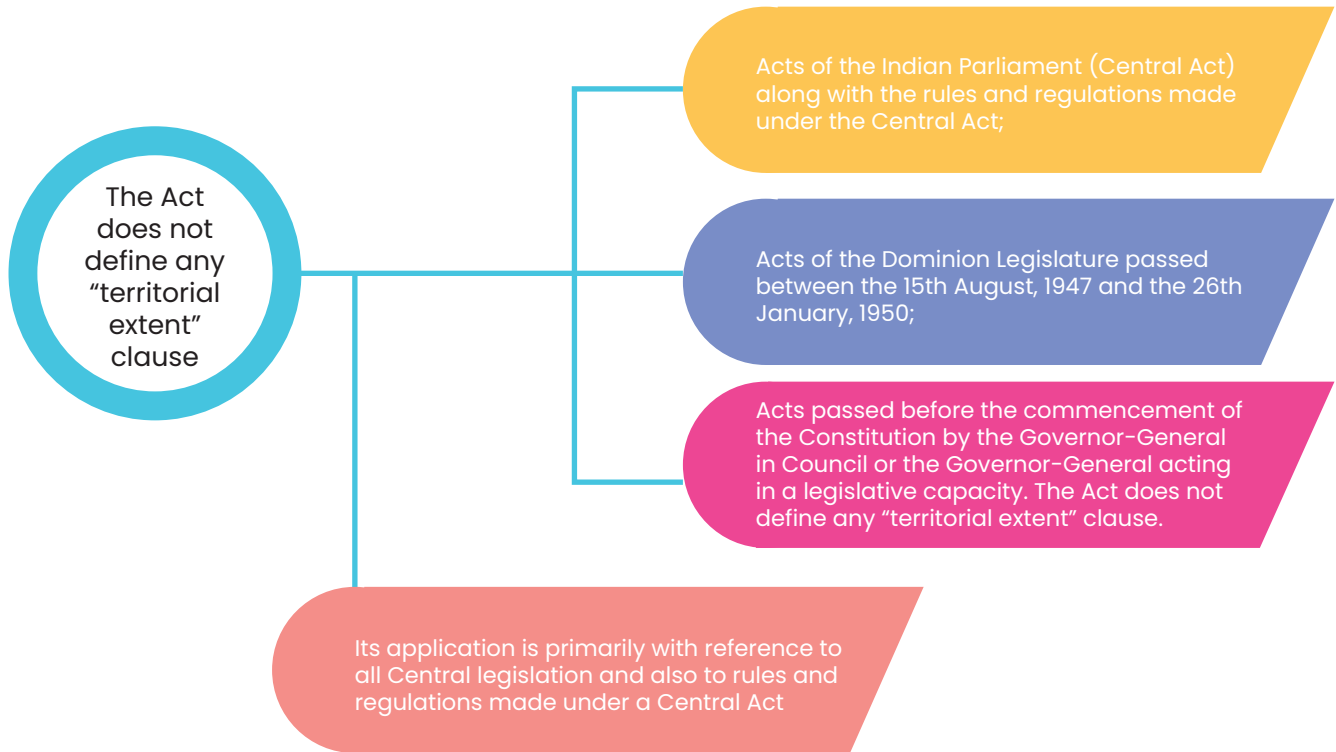 The Act
does not
define any
“territorial
extent”
clause
Acts of the Indian Parliament (Central Act)
along with the rules and regulations made
under the Central Act;
Acts of the Dominion Legislature passed
between the 15th August, 1947 and the 26th
January, 1950;
Acts passed before the commencement of
the Constitution by the Governor-General
in Council or the Governor-General acting
in a legislative capacity. The Act does not
define any “territorial extent” clause.
Its application is primarily with reference to
all Central legislation and also to rules and
regulations made under a Central Act